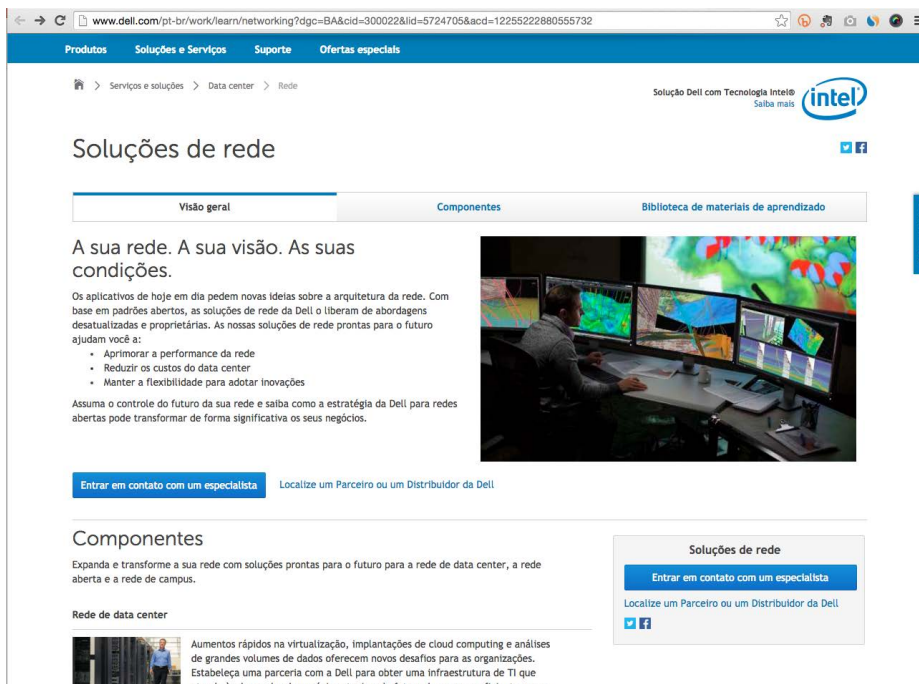 www.dell.com/pt-br/work/learn/networking?dgc=BA&cid=300022&lid=5724705&acd=12255222880555732
Produtos Soluções e Serviços Suporte Ofertas especiais
> Serviços e soluções > Data center > Rede
Solução Dell com Tecnologia Intel®
Saiba mais
intel
Soluções de rede
Visão geral Componentes Biblioteca de materiais de aprendizado
A sua rede. A sua visão. As suas
condições.
Os aplicativos de hoje em dia pedem novas ideias sobre a arquitetura da rede. Com
base em padrões abertos, as soluções de rede da Dell o liberam de abordagens
desatualizadas e proprietárias. As nossas soluções de rede prontas para o futuro
ajudam você a:
• Aprimorar a performance da rede
• Reduzir os custos do data center
• Manter a flexibilidade para adotar inovações
Assuma o controle do futuro da sua rede e saiba como a estratégia da Dell para redes
abertas pode transformar de forma significativa os seus negócios.
Entrar em contato com um especialista Localize um Parceiro ou um Distribuidor da Dell
Componentes
Expanda e transforme a sua rede com soluções prontas para o futuro para a rede de data center, a rede
aberta e a rede de campus.
Rede de data center
Aumentos rápidos na virtualização, implantações de cloud computing e análises
de grandes volumes de dados oferecem novos desafios para as organizações.
Estabeleça uma parceria com a Dell para obter uma infraestrutura de TI que
Soluções de rede
Entrar em contato com um especialista
Localize um Parceiro ou um Distribuidor da Dell